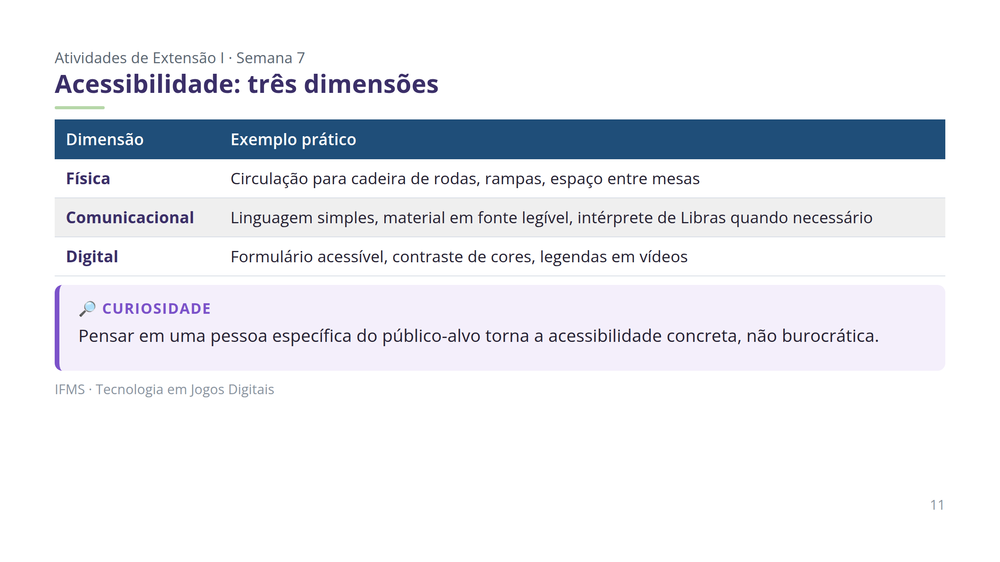 Atividades de Extensão I · Semana 7
Acessibilidade: três dimensões
Dimensão Exemplo prático
Física Circulação para cadeira de rodas, rampas, espaço entre mesas
Comunicacional Linguagem simples, material em fonte legível, intérprete de Libras quando necessário
Digital Formulário acessível, contraste de cores, legendas em vídeos
🔎 CURIOSIDADE
Pensar em uma pessoa específica do público-alvo torna a acessibilidade concreta, não burocrática.
IFMS · Tecnologia em Jogos Digitais
11